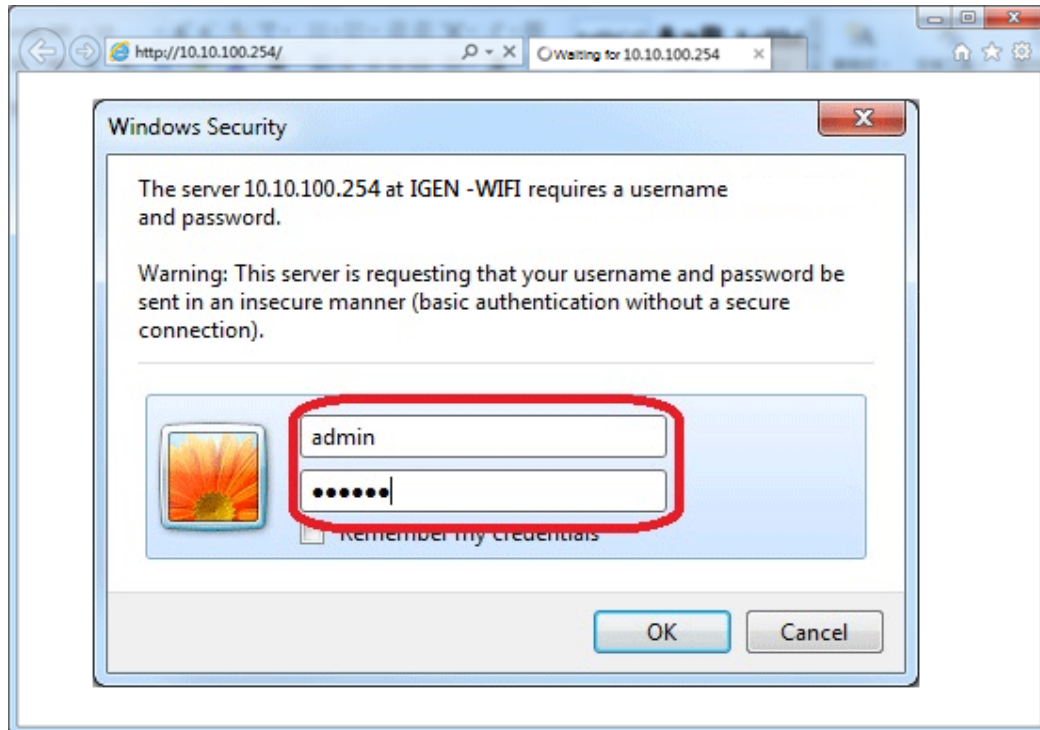 http://10.10.100.254/
Waiting for 10.10.100.254
Windows Security
The server 10.10.100.254 at IGEN -WIFI requires a username
and password.
Warning: This server is requesting that your username and password be
sent in an insecure manner (basic authentication without a secure
connection).
admin
●●●●●●
Remember my credentials
OK
Cancel